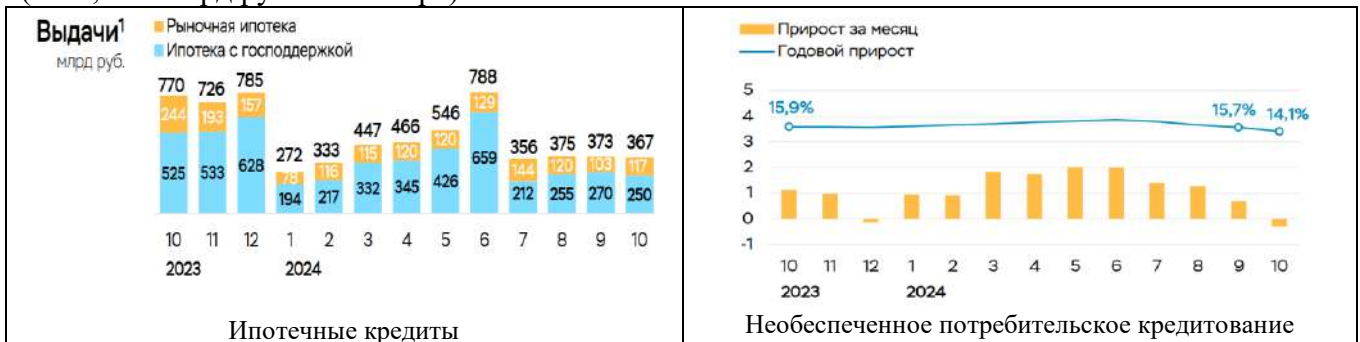 Выдачи¹
млрд руб.
Рыночная ипотека
Ипотека с господдержкой
770 726 785 272 333 447 466 546 788 356 375 373 367
244 193 157 78 116 115 120 120 129 144 120 103 117
525 533 628 194 217 332 345 426 659 212 255 270 250
10 11 12 1 2 3 4 5 6 7 8 9 10
2023 2024
Ипотечные кредиты
Прирост за месяц
Годовой прирост
5
4
3
2
1
0
-1
15,9% 15,7% 14,1%
10 11 12 1 2 3 4 5 6 7 8 9 10
2023 2024
Необеспеченное потребительское кредитование